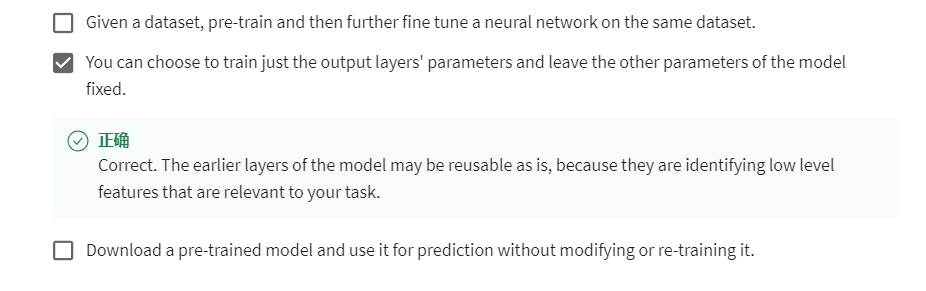 Given a dataset, pre-train and then further fine tune a neural network on the same dataset.
You can choose to train just the output layers' parameters and leave the other parameters of the model
fixed.
正确
Correct. The earlier layers of the model may be reusable as is, because they are identifying low level
features that are relevant to your task.
Download a pre-trained model and use it for prediction without modifying or re-training it.